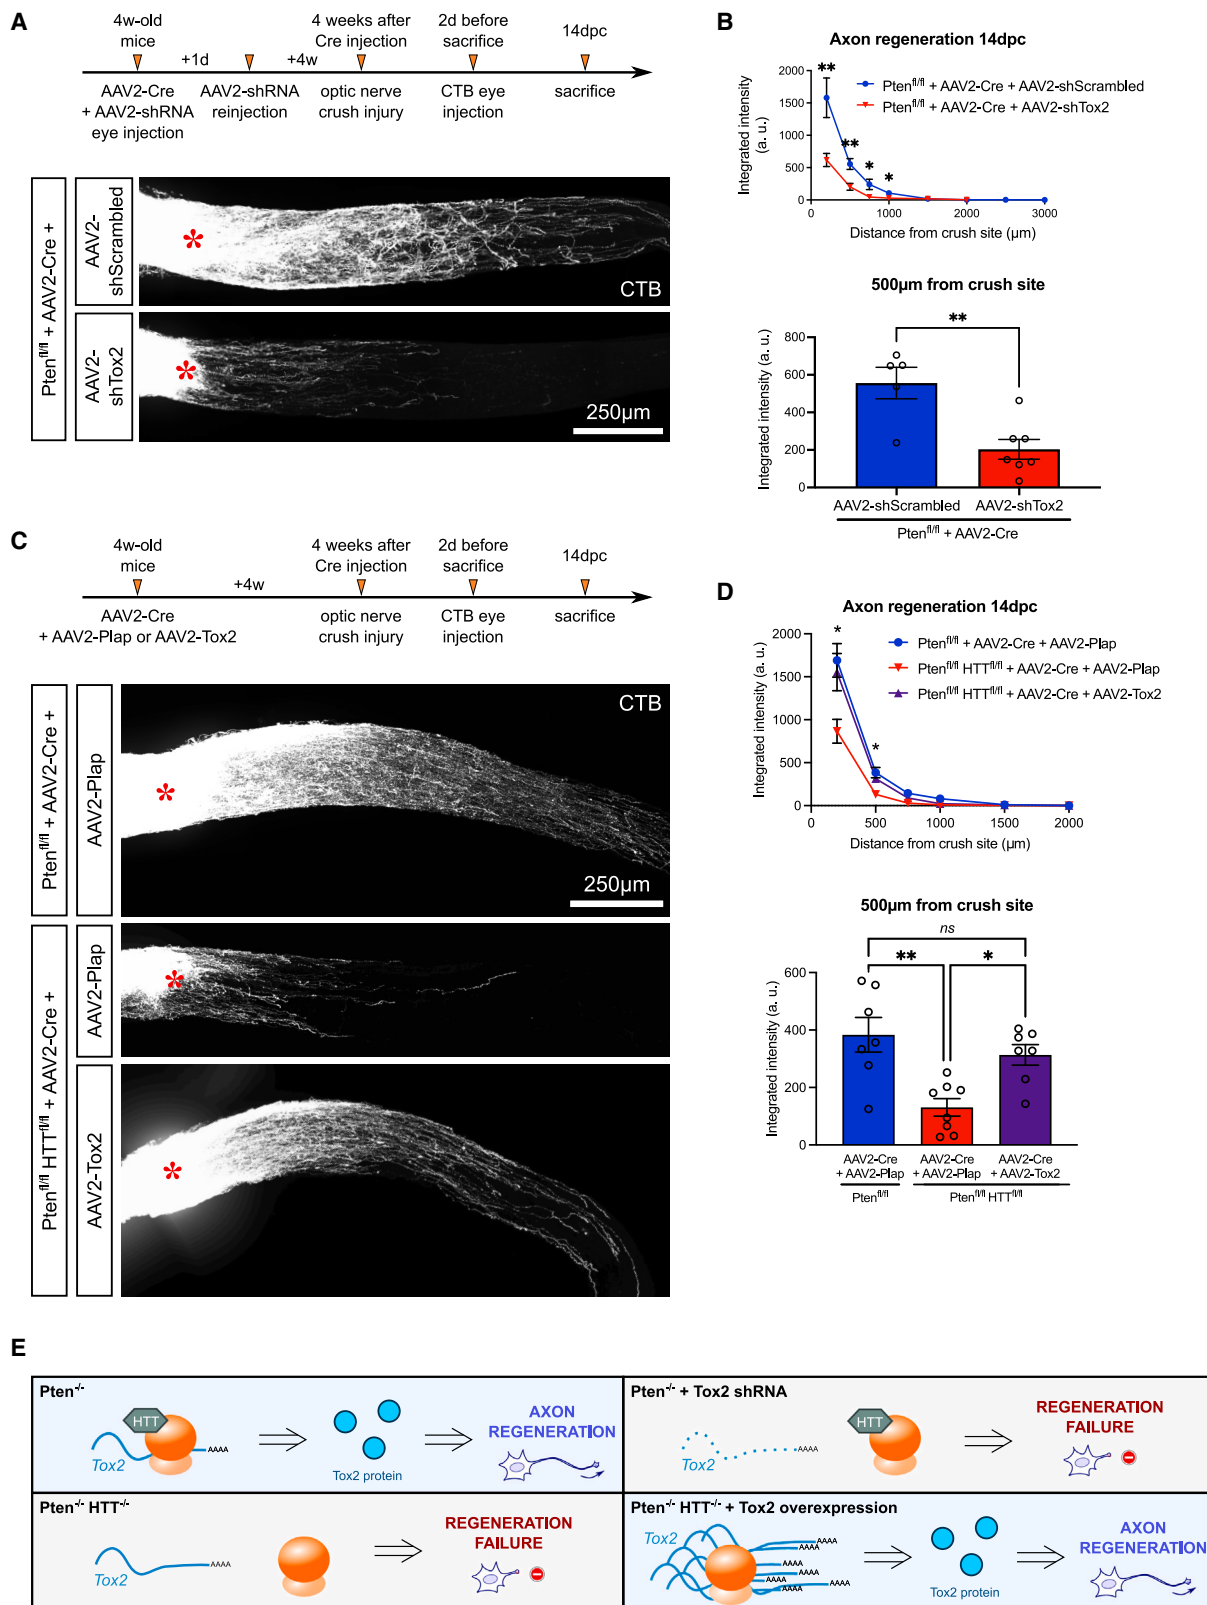 A
4w-old
mice
+1d
+4w
4 weeks after
Cre injection
2d before
sacrifice
14dpc
AAV2-Cre
+ AAV2-shRNA
eye injection
AAV2-shRNA
reinjection
optic nerve
crush injury
CTB eye
injection
sacrifice
Pten^fl/fl + AAV2-Cre +
AAV2-
shScrambled
*
CTB
AAV2-
shTox2
*
250μm
B
Axon regeneration 14dpc
Integrated intensity
(a. u.)
2000
1500
1000
500
0
**
**
*
*
Pten^fl/fl + AAV2-Cre + AAV2-shScrambled
Pten^fl/fl + AAV2-Cre + AAV2-shTox2
0
1000
2000
3000
Distance from crush site (μm)
500μm from crush site
**
Integrated intensity (a. u.)
800
600
400
200
0
AAV2-shScrambled
AAV2-shTox2
Pten^fl/fl + AAV2-Cre
C
4w-old
mice
+4w
4 weeks after
Cre injection
2d before
sacrifice
14dpc
AAV2-Cre
+ AAV2-Plap or AAV2-Tox2
optic nerve
crush injury
CTB eye
injection
sacrifice
Pten^fl/fl + AAV2-Cre +
AAV2-Plap
*
CTB
250μm
Pten^fl/fl HTT^fl/fl + AAV2-Cre +
AAV2-Plap
*
AAV2-Tox2
*
D
Axon regeneration 14dpc
Integrated intensity (a. u.)
2000
1500
1000
500
0
*
*
Pten^fl/fl + AAV2-Cre + AAV2-Plap
Pten^fl/fl HTT^fl/fl + AAV2-Cre + AAV2-Plap
Pten^fl/fl HTT^fl/fl + AAV2-Cre + AAV2-Tox2
0
500
1000
1500
2000
Distance from crush site (μm)
500μm from crush site
ns
**
*
Integrated intensity (a. u.)
600
400
200
0
AAV2-Cre
+ AAV2-Plap
AAV2-Cre
+ AAV2-Plap
AAV2-Cre
+ AAV2-Tox2
Pten^fl/fl
Pten^fl/fl HTT^fl/fl
E
Pten^-/-
HTT
Tox2
AAAA
Tox2 protein
AXON
REGENERATION
Pten^-/- + Tox2 shRNA
Tox2
AAAA
HTT
REGENERATION
FAILURE
Pten^-/- HTT^-/-
Tox2
AAAA
REGENERATION
FAILURE
Pten^-/- HTT^-/- + Tox2 overexpression
Tox2
AAAA
AAAA
AAAA
AAAA
AAAA
AAAA
Tox2 protein
AXON
REGENERATION